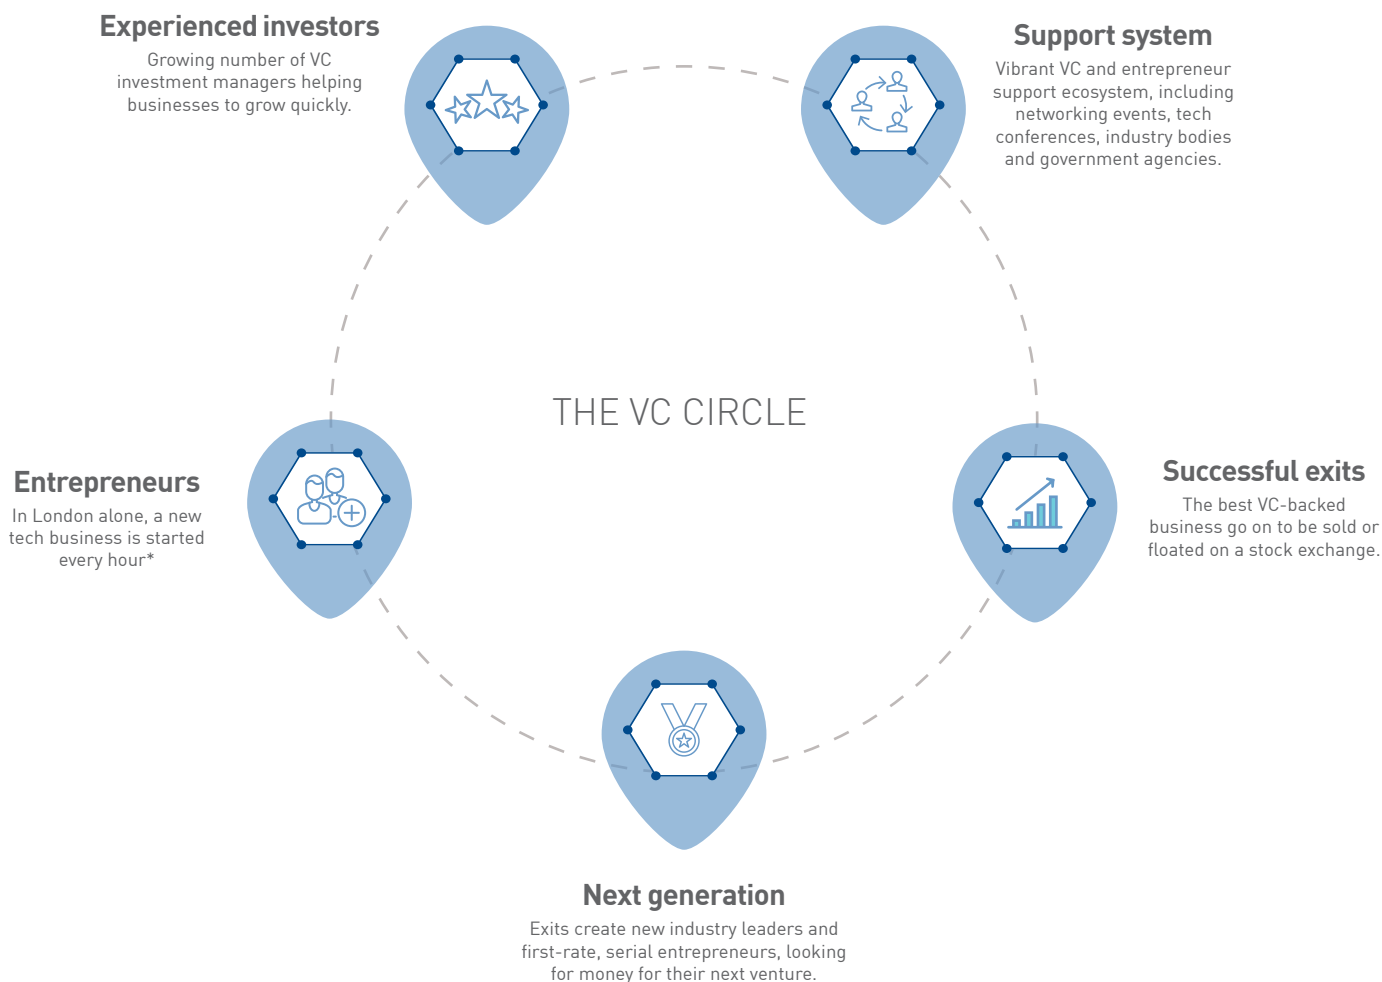 Experienced investors
Growing number of VC
investment managers helping
businesses to grow quickly.
Support system
Vibrant VC and entrepreneur
support ecosystem, including
networking events, tech
conferences, industry bodies
and government agencies.
THE VC CIRCLE
Entrepreneurs
In London alone, a new
tech business is started
every hour*
Successful exits
The best VC-backed
business go on to be sold or
floated on a stock exchange.
Next generation
Exits create new industry leaders and
first-rate, serial entrepreneurs, looking
for money for their next venture.